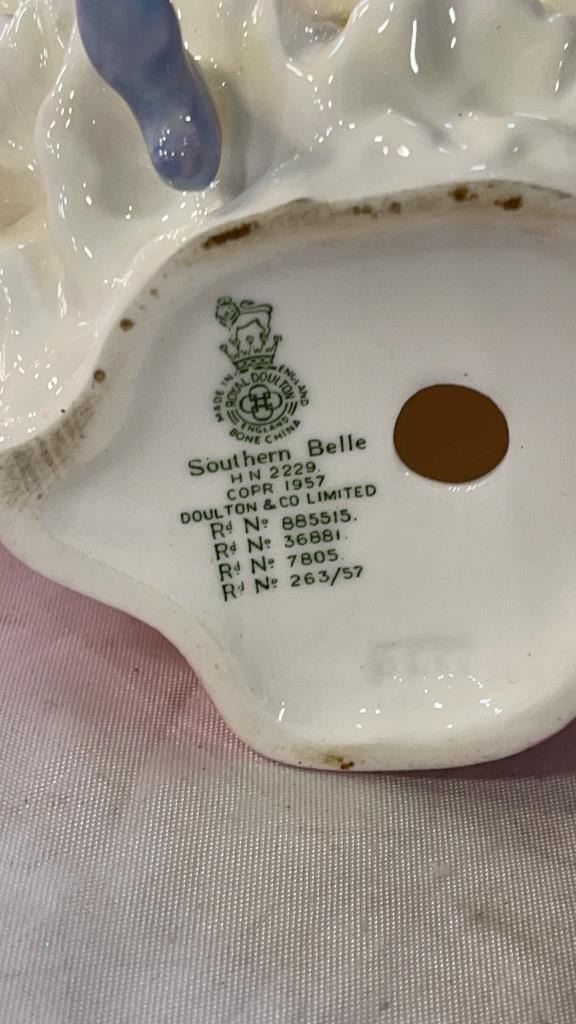 MADE IN ENGLAND
ROYAL DOULTON
ENGLAND
BONE CHINA
Southern Belle
H N 2229.
COPR 1957
DOULTON & CO LIMITED
Rd No 885515.
Rd No 36881.
Rd No 7805.
Rd No 263/57